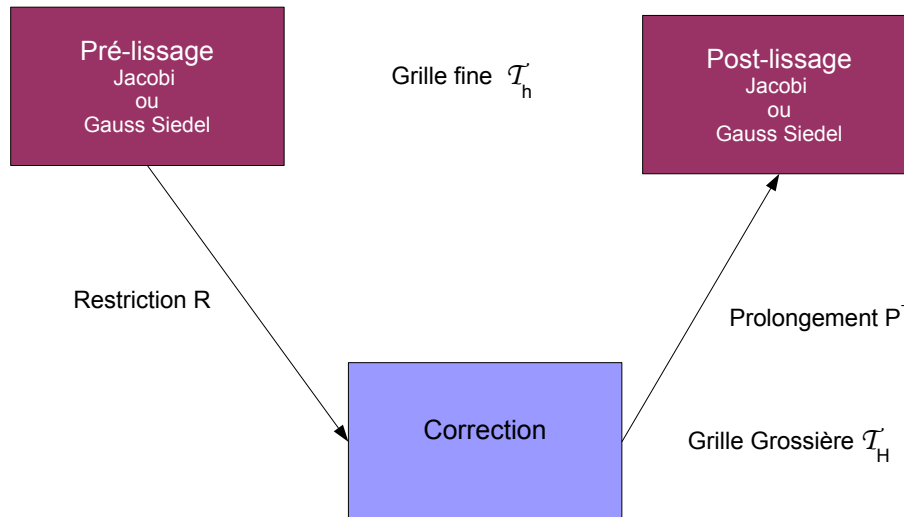 Pré-lissage
Jacobi
ou
Gauss Siedel
Grille fine 𝒯h
Post-lissage
Jacobi
ou
Gauss Siedel
Restriction R
Prolongement P
Correction
Grille Grossière 𝒯H